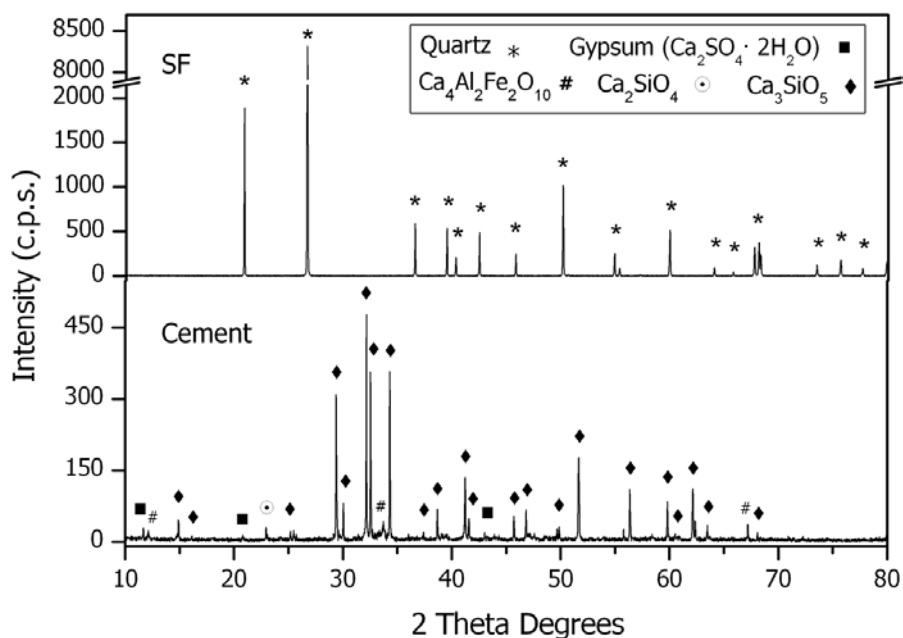 8500
8000
2000
1500
1000
500
0
SF
Quartz * Gypsum (Ca₂SO₄· 2H₂O) ■
Ca₄Al₂Fe₂O₁₀ # Ca₂SiO₄ ☉ Ca₃SiO₅ ♦
Intensity (c.p.s.)
Cement
450
300
150
0
10 20 30 40 50 60 70 80
2 Theta Degrees